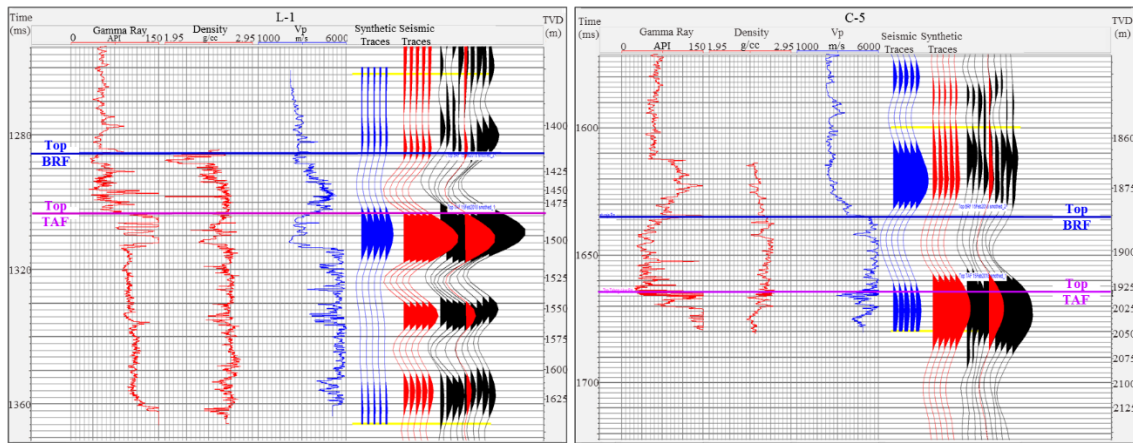 L-1
Time
(ms)
Gamma Ray
0 API 150
Density
1.95 g/cc 2.95
Vp
1000 m/s 6000
Synthetic
Traces
Seismic
Traces
TVD
(m)
1280
1320
1360
Top
BRF
Top
TAF
1400
1425
1450
1475
1500
1525
1550
1575
1600
1625
C-5
Time
(ms)
Gamma Ray
0 API 150
Density
1.95 g/cc 2.95
Vp
1000 m/s 6000
Seismic
Traces
Synthetic
Traces
TVD
(m)
1600
1650
1700
Top
BRF
Top
TAF
1860
1875
1900
1925
2025
2050
2075
2100
2125